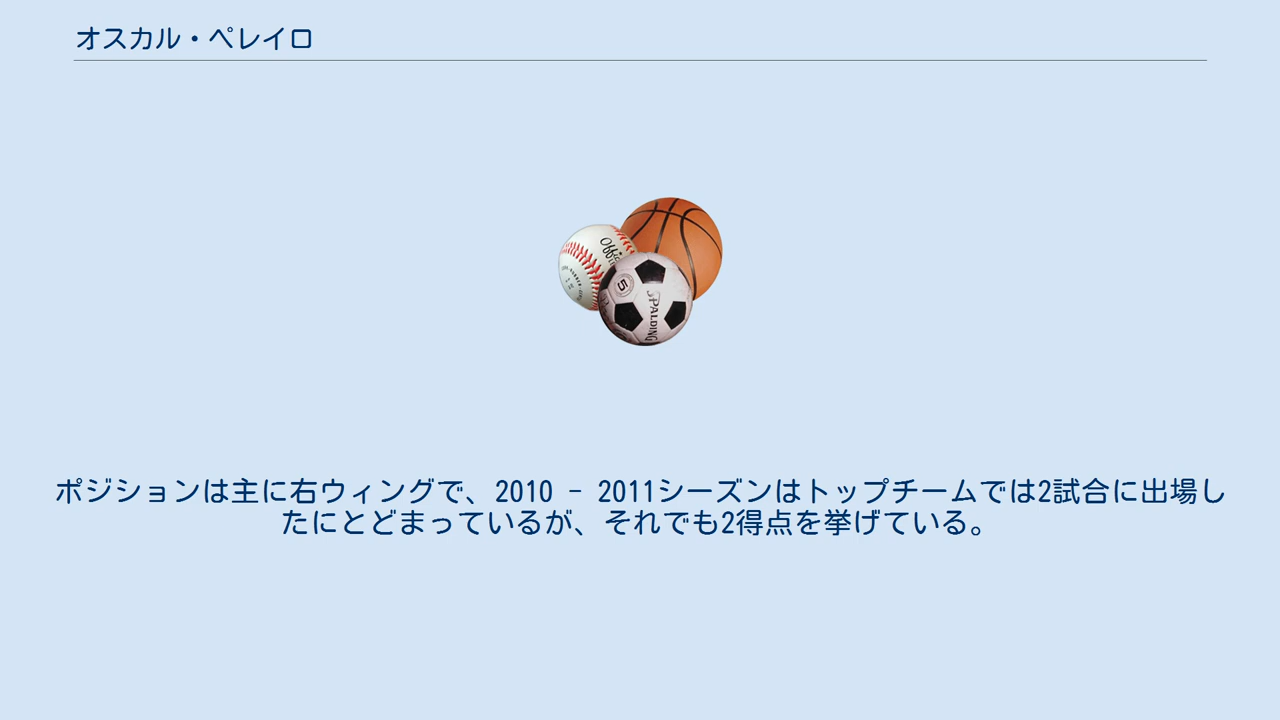 オスカル・ペレイロ
Offic
5
SPALDING
ポジションは主に右ウィングで、2010 - 2011シーズンはトップチームでは2試合に出場し
たにとどまっているが、それでも2得点を挙げている。